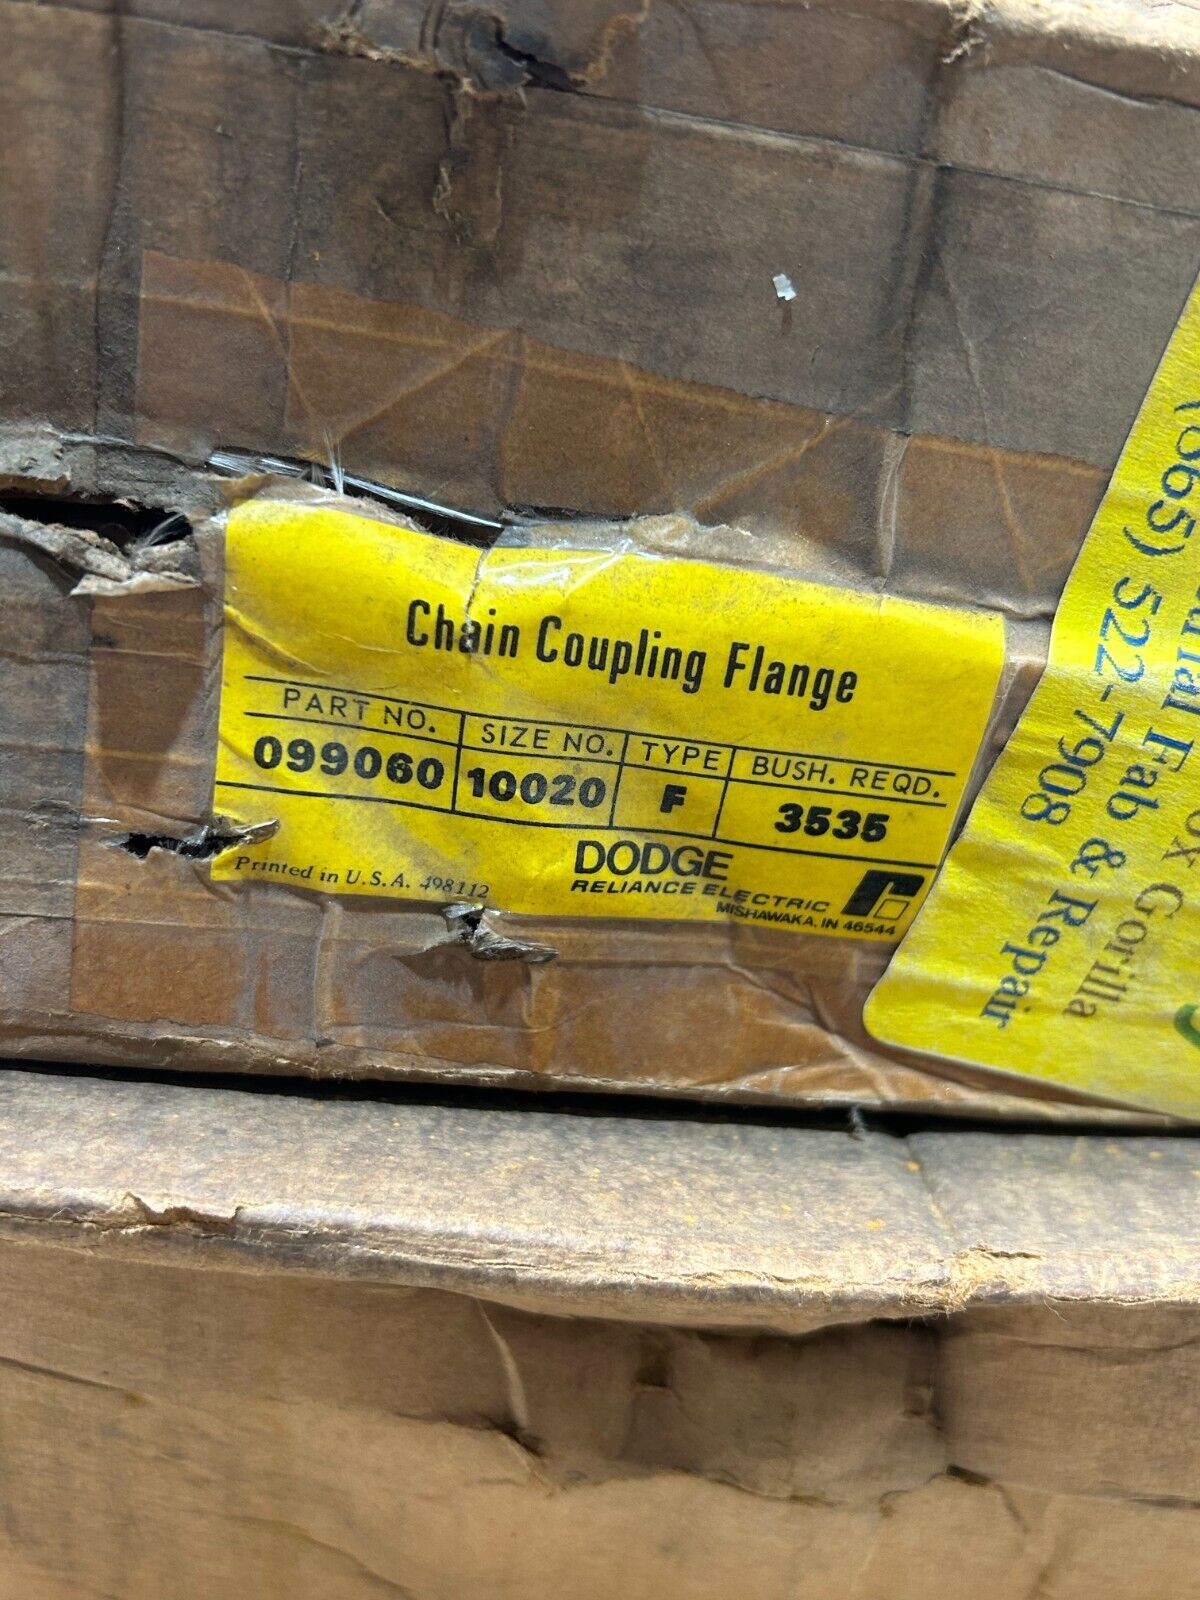 Chain Coupling Flange
PART NO. SIZE NO. TYPE BUSH. REQD.
099060 10020 F 3535
Printed in U.S.A. 498112
DODGE
RELIANCE ELECTRIC
MISHAWAKA, IN 46544
Gorilla
Fab & Repair
(865) 522-7908